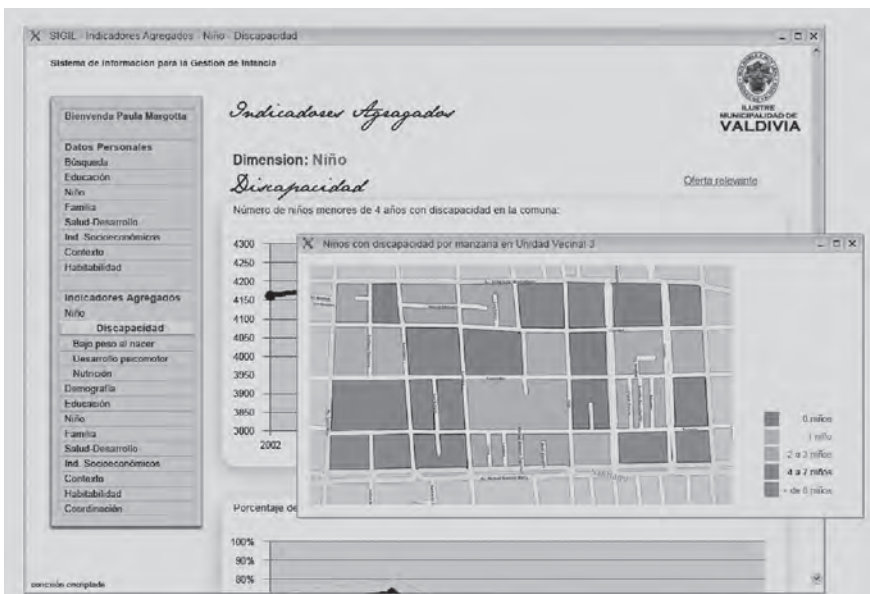 SIGIL - Indicadores Agregados - Niño - Discapacidad
Sistema de Informacion para la Gestion de Infancia
ILUSTRE
MUNICIPALIDAD DE
VALDIVIA
Bienvenda Paula Margotta
Datos Personales
Búsqueda
Educación
Niño
Familia
Salud-Desarrollo
Ind. Socioeconómicos
Contexto
Habitabilidad
Indicadores Agregados
Niño
Discapacidad
Bajo peso al nacer
Desarrollo psicomotor
Nutrición
Demografía
Educación
Niño
Familia
Salud-Desarrollo
Ind. Socioeconómicos
Contexto
Habitabilidad
Coordinación
Indicadores Agragados
Dimension: Niño
Discapacidad
Oferta relevante
Número de niños menores de 4 años con discapacidad en la comuna:
4300
4250
4200
4150
4100
4050
4000
3950
3900
3850
3800
2002
Niños con discapacidad por manzana en Unidad Vecinal 3
Santiago
0 niños
1 niño
2 a 3 niños
4 a 7 niños
+ de 8 niños
Porcentaje de
100%
90%
80%